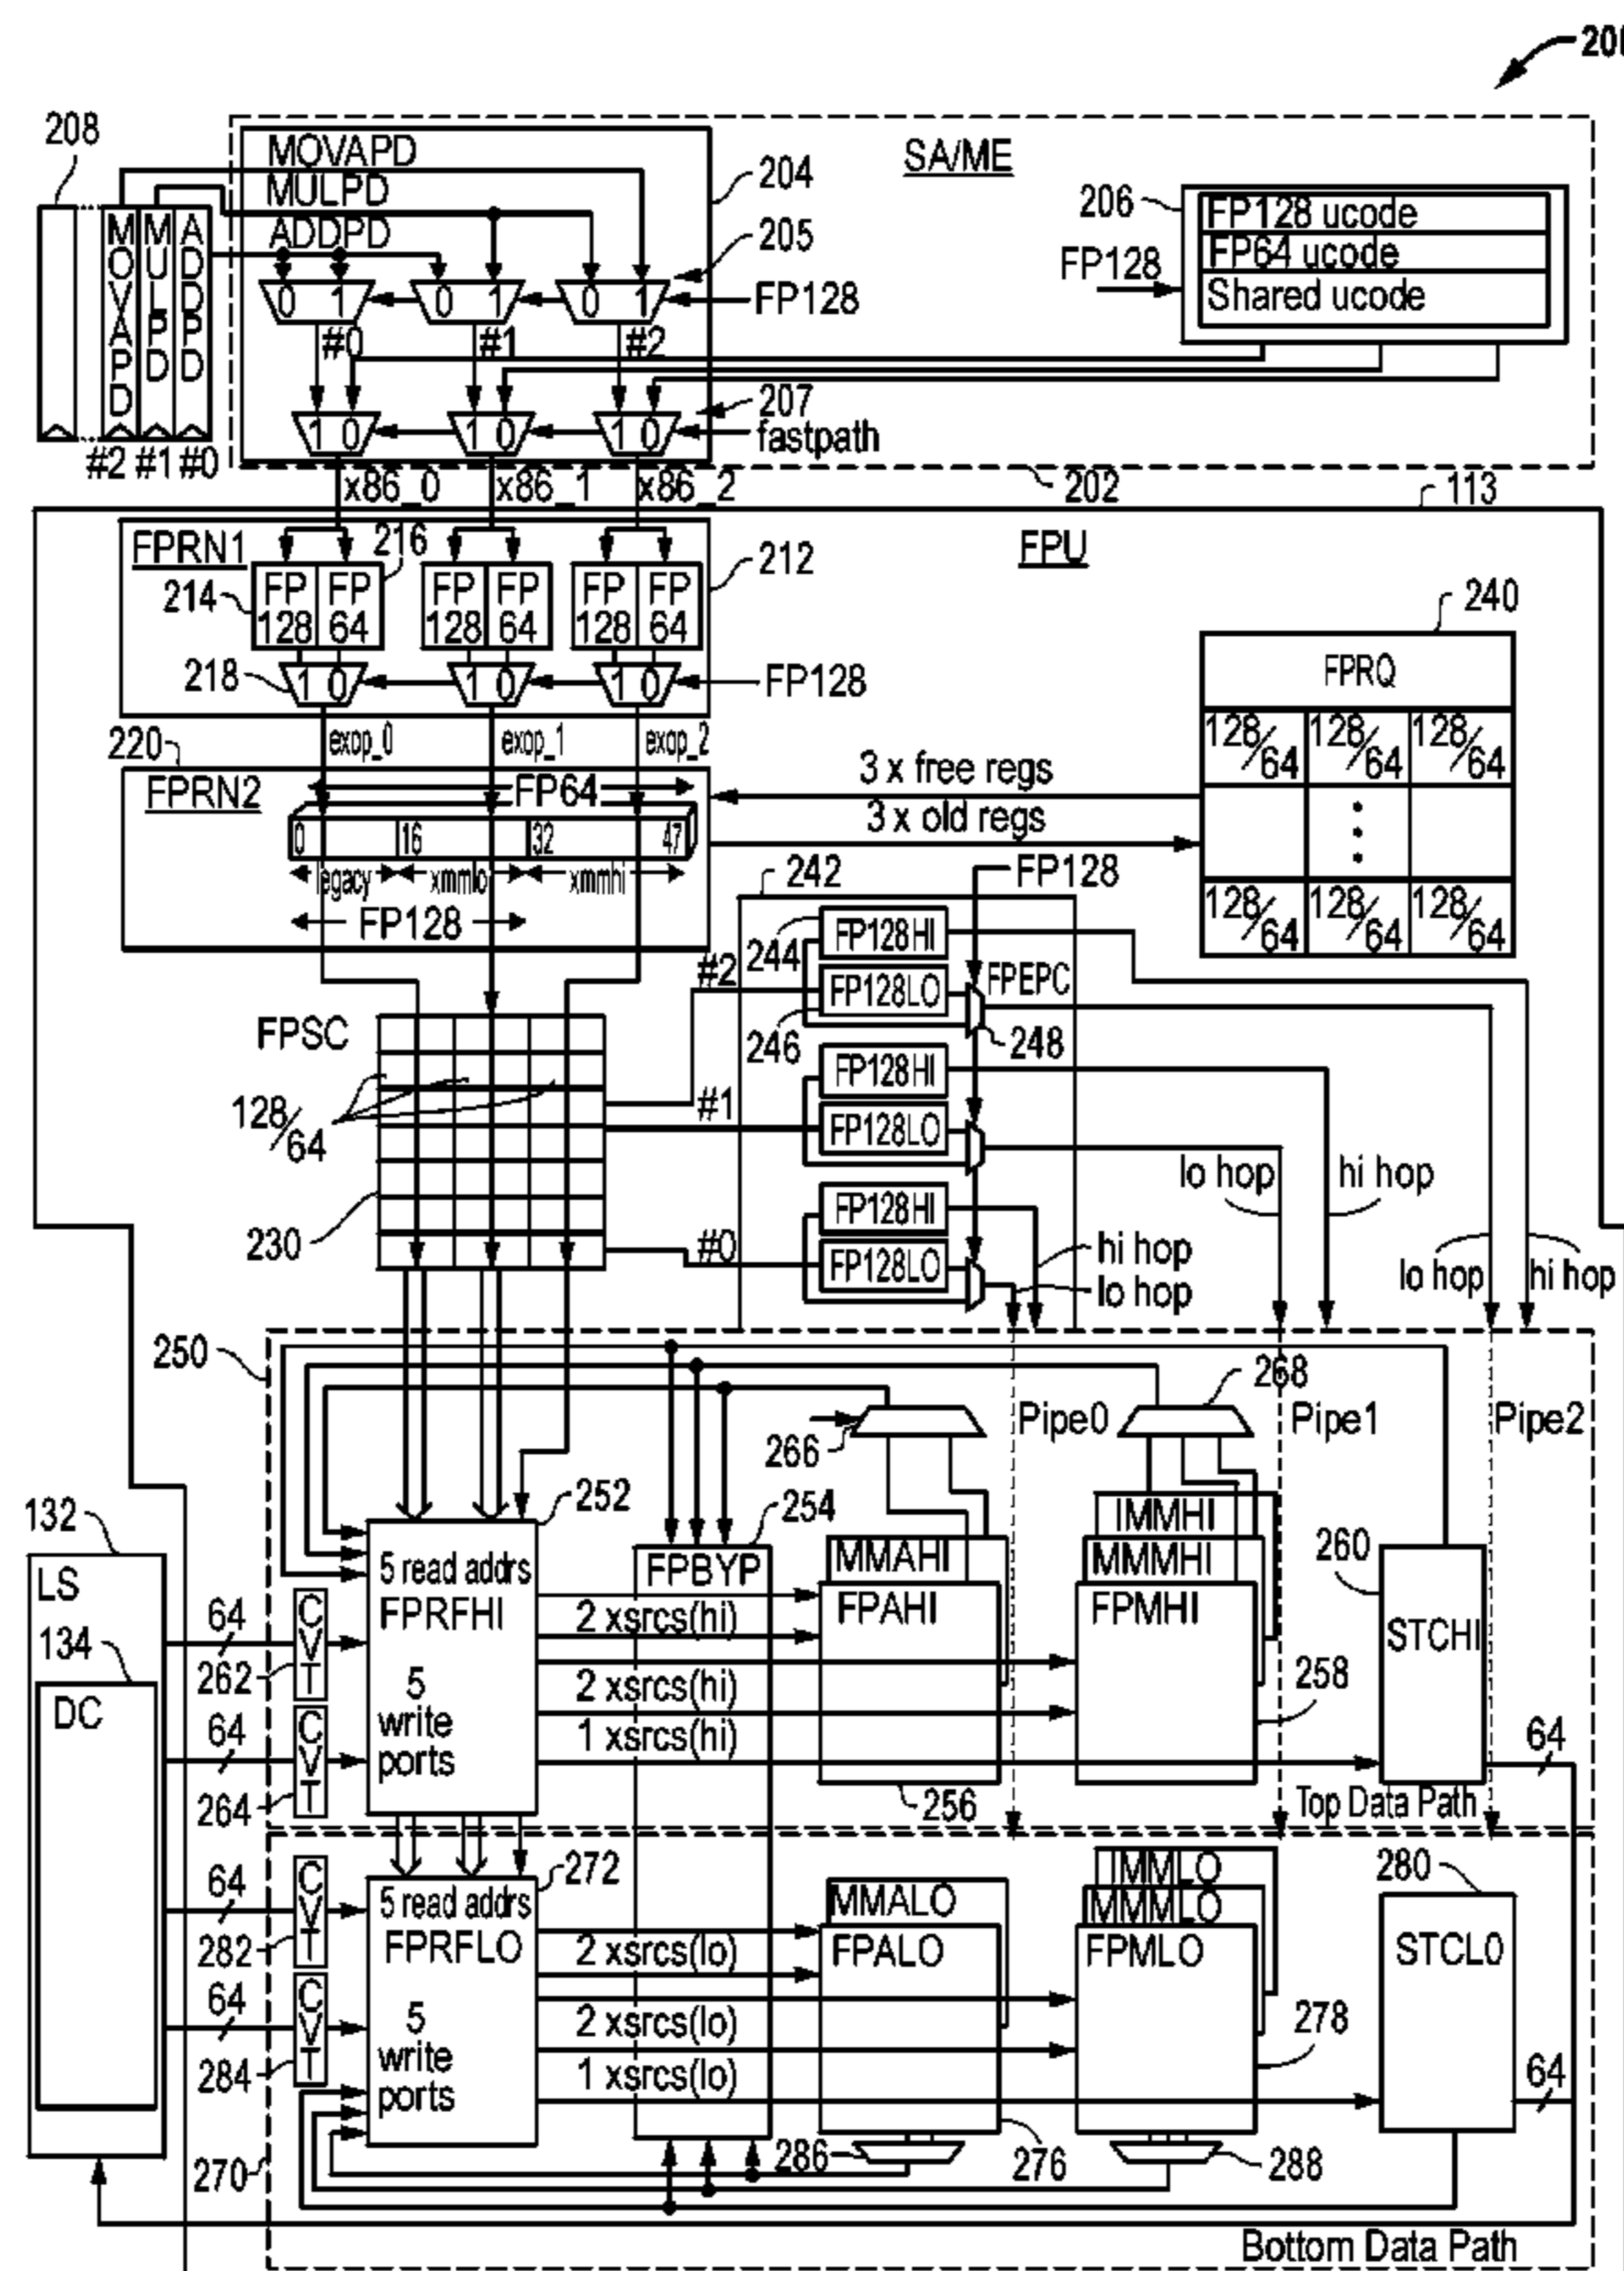 200
208
MOVAPD
MULPD
ADDPD
204
SA/ME
206
FP128 ucode
FP64 ucode
Shared ucode
FP128
MOVAPD
MULPD
ADDPD
205
0 1 0 1 0 1
FP128
#0 #1 #2
207
1 0 1 0 1 0
fastpath
#2 #1 #0
x86_0 x86_1 x86_2
202
113
FPRN1
216
FPU
212
214
FP 128 FP 64
FP 128 FP 64
FP 128 FP 64
218
1 0 1 0 1 0
FP128
240
FPRQ
128/64 128/64 128/64
128/64 128/64 128/64
exop_0 exop_1 exop_2
220
FPRN2
FP64
0 16 32 47
legacy xmmlo xmmhi
FP128
3 x free regs
3 x old regs
242
FP128
244
FP128HI
#2
FP128LO
FPEPC
246
248
FPSC
128/64
230
#1
FP128HI
FP128LO
#0
FP128HI
FP128LO
hi hop
lo hop
lo hop
hi hop
lo hop
hi hop
250
266
268
Pipe0
Pipe1
Pipe2
132
LS
134
DC
252
5 read addrs
FPRFHI
5
write
ports
254
FPBYP
MMAHI
FPAHI
IMMHI
MMMHI
FPMHI
260
STCHI
64
CVT
262
64
CVT
264
2 xsrcs(hi)
2 xsrcs(hi)
1 xsrcs(hi)
256
258
64
Top Data Path
272
5 read addrs
FPRFLO
5
write
ports
64
CVT
282
64
CVT
284
2 xsrcs(lo)
2 xsrcs(lo)
1 xsrcs(lo)
MMALO
FPALO
IMMLO
MMMLO
FPMLO
280
STCLO
278
64
270
286
276
288
Bottom Data Path